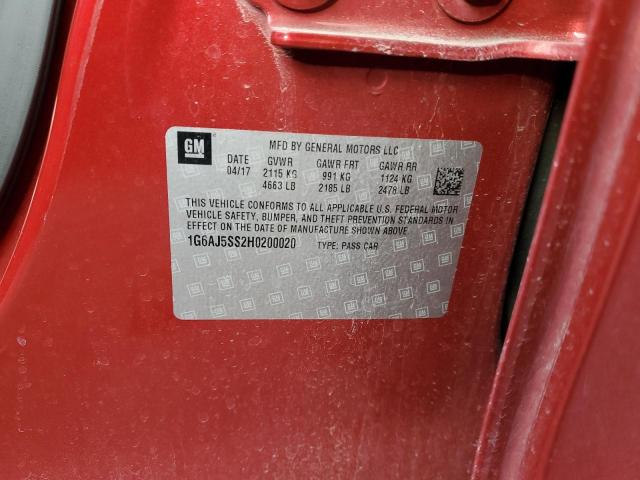 GM
MFD BY GENERAL MOTORS LLC
DATE GVWR GAWR FRT GAWR RR
04/17 2115 KG 991 KG 1124 KG
4663 LB 2185 LB 2478 LB
THIS VEHICLE CONFORMS TO ALL APPLICABLE U.S. FEDERAL MOTOR
VEHICLE SAFETY, BUMPER, AND THEFT PREVENTION STANDARDS IN
EFFECT ON THE DATE OF MANUFACTURE SHOWN ABOVE.
1G6AJ5SS2H0200020 TYPE: PASS CAR